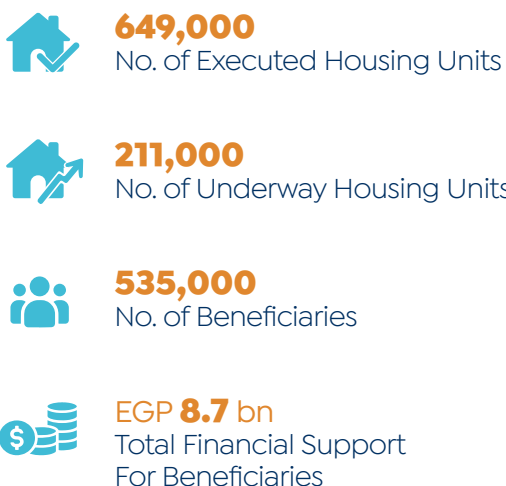 649,000
No. of Executed Housing Units
211,000
No. of Underway Housing Units
535,000
No. of Beneficiaries
EGP 8.7 bn
Total Financial Support
For Beneficiaries
$